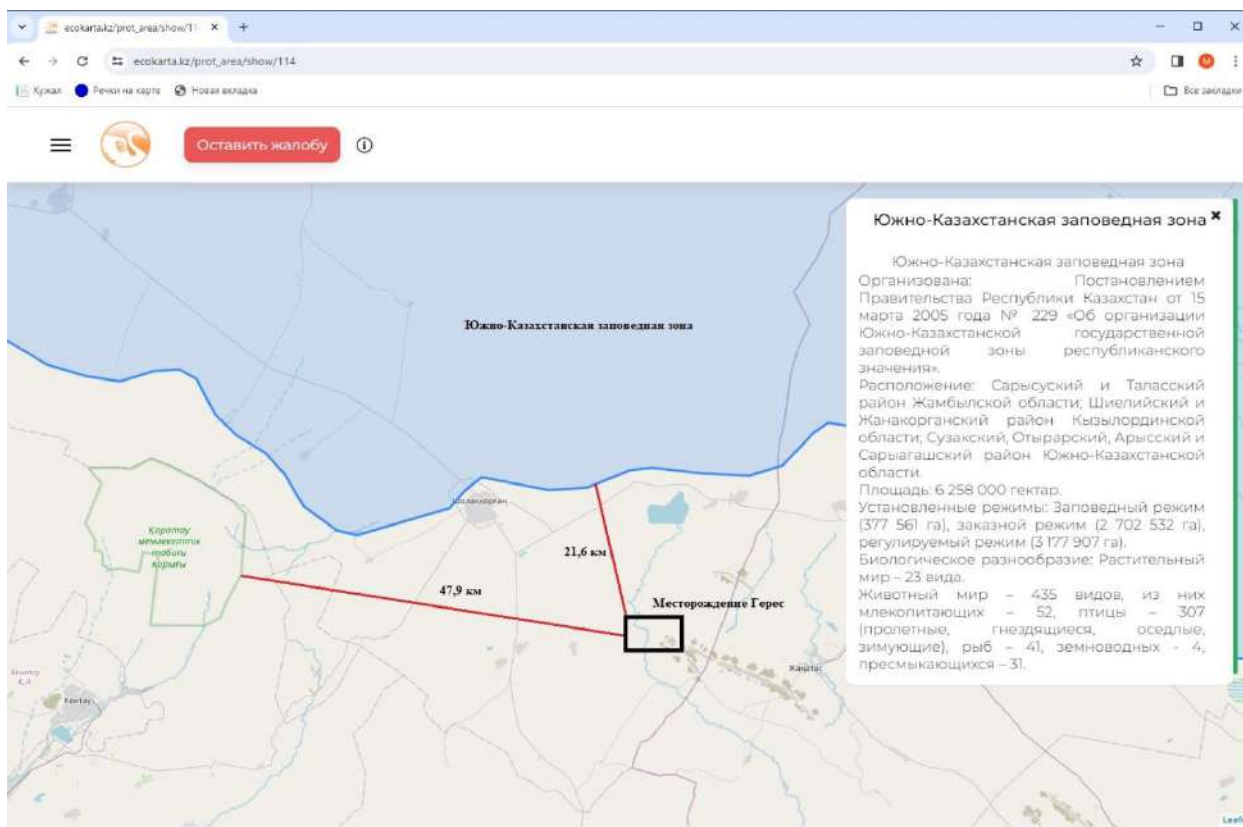 ecokarta.kz/prot_area/show/11
ecokarta.kz/prot_area/show/114
Кужал Речки на карте Новая вкладка Все закладки
Оставить жалобу
Южно-Казахстанская заповедная зона
Южно-Казахстанская заповедная зона
Организована: Постановлением
Правительства Республики Казахстан от 15
марта 2005 года № 229 «Об организации
Южно-Казахстанской государственной
заповедной зоны республиканского
значения».
Расположение: Сарысуский и Таласский
район Жамбылской области; Шиелийский и
Жанакорганский район Кызылординской
области; Сузакский, Отырарский, Арысский и
Сарыагашский район Южно-Казахстанской
области.
Площадь: 6 258 000 гектар.
Установленные режимы: Заповедный режим
(377 561 га), заказной режим (2 702 532 га),
регулируемый режим (3 177 907 га).
Биологическое разнообразие: Растительный
мир – 23 вида.
Животный мир – 435 видов, из них
млекопитающих – 52, птицы – 307
(пролетные, гнездящиеся, оседлые,
зимующие), рыб – 41, земноводных - 4,
пресмыкающихся – 31.
Южно-Казахстанская заповедная зона
Шолаккорган
Қаратау
мемлекеттік
табиғи
қорығы
21,6 км
47,9 км
Месторождение Герес
Жаңатас
Кентау